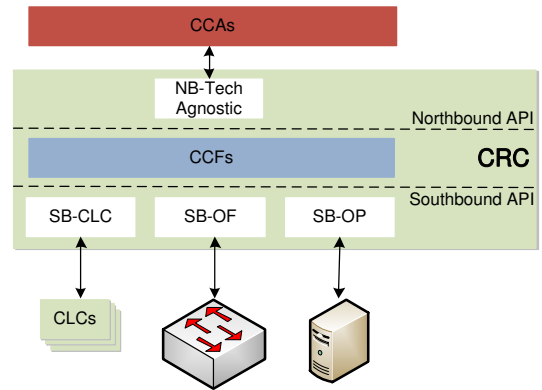 CCAs
NB-Tech
Agnostic
Northbound API
CCFs
CRC
Southbound API
SB-CLC
SB-OF
SB-OP
CLCs